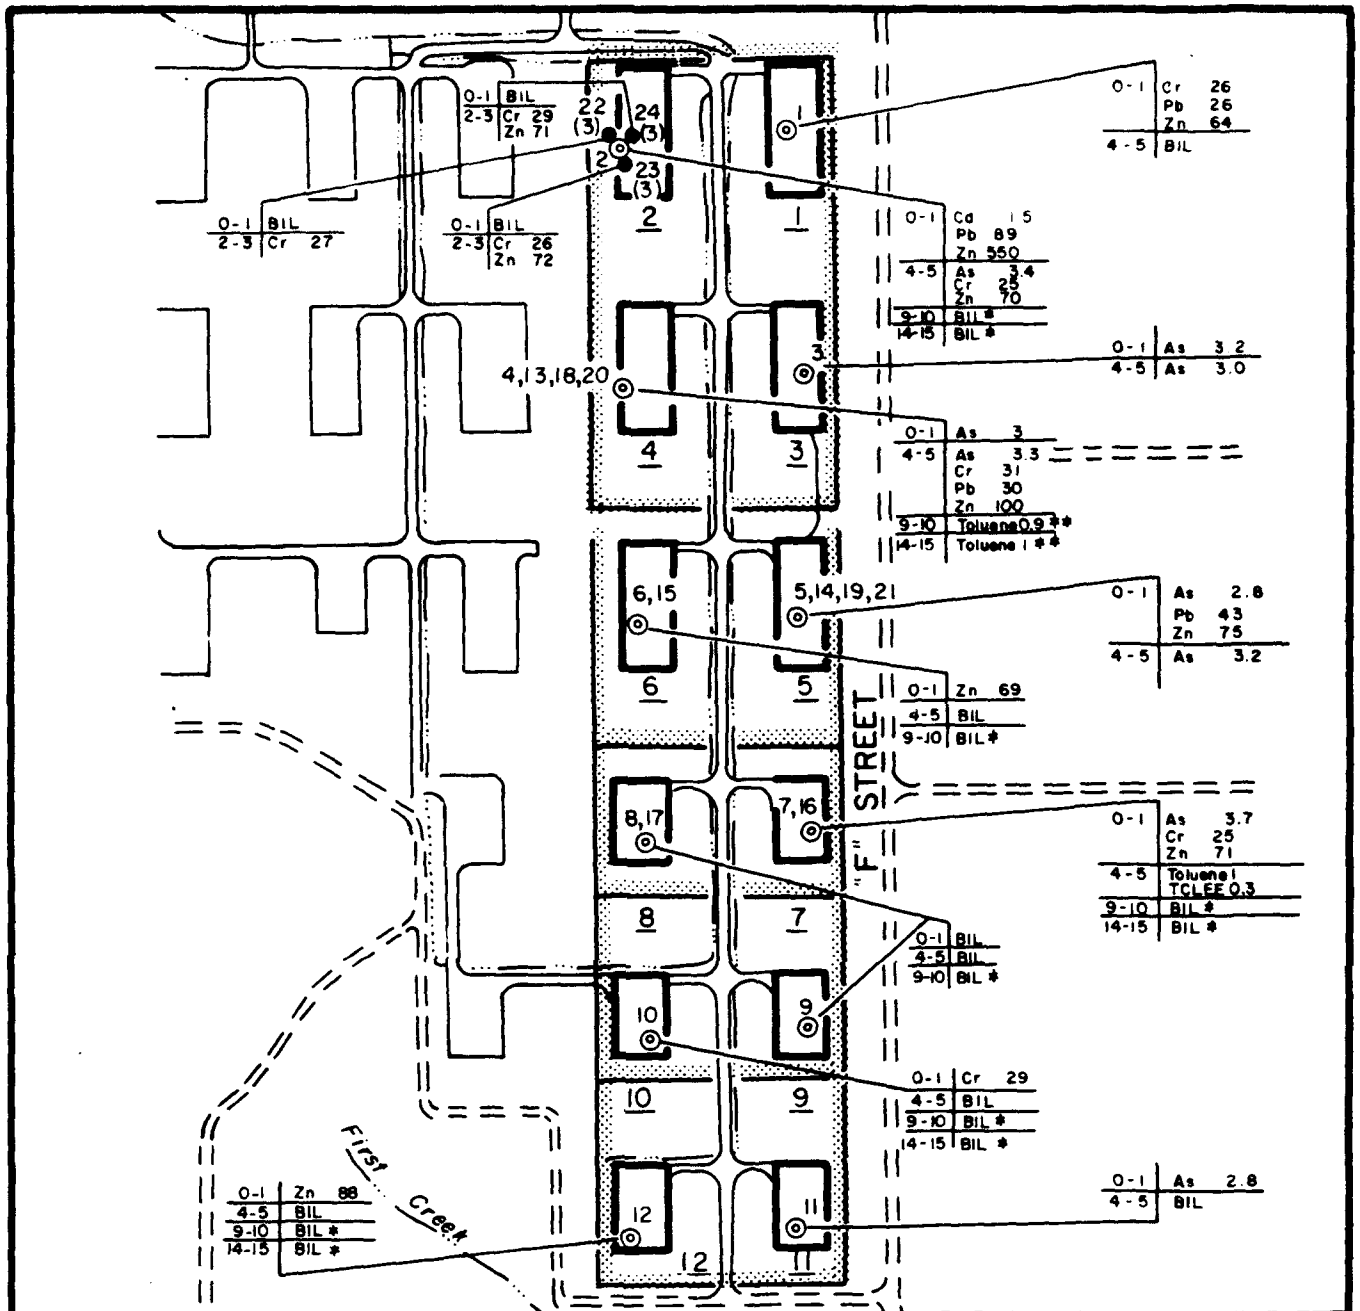 0-1 BIL
2-3 Cr 29
Zn 71
22
(3)
24
(3)
2
23
(3)
2
1
1
0-1 Cr 26
Pb 26
Zn 64
4-5 BIL
0-1 BIL
2-3 Cr 27
0-1 BIL
2-3 Cr 26
Zn 72
0-1 Cd 1.5
Pb 89
Zn 550
4-5 As 3.4
Cr 25
Zn 70
9-10 BIL*
14-15 BIL*
3
0-1 As 3.2
4-5 As 3.0
4,13,18,20
4
3
0-1 As 3
4-5 As 3.3
Cr 31
Pb 30
Zn 100
9-10 Toluene 0.9 **
14-15 Toluene 1 **
6,15
5,14,19,21
0-1 As 2.8
Pb 43
Zn 75
4-5 As 3.2
6
5
0-1 Zn 69
4-5 BIL
9-10 BIL*
"F" STREET
8,17
7,16
0-1 As 3.7
Cr 25
Zn 71
4-5 Toluene 1
TCLEE 0.3
9-10 BIL*
14-15 BIL*
8
7
0-1 BIL
4-5 BIL
9-10 BIL*
10
9
10
9
0-1 Cr 29
4-5 BIL
9-10 BIL*
14-15 BIL*
First Creek
0-1 Zn 88
4-5 BIL
9-10 BIL*
14-15 BIL*
12
11
0-1 As 2.8
4-5 BIL
12
11